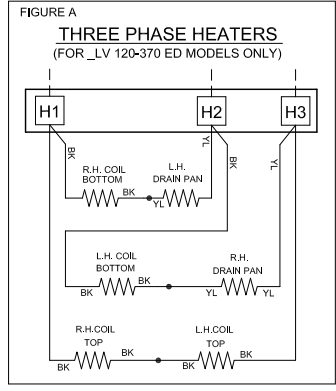 FIGURE A
THREE PHASE HEATERS
(FOR _LV 120-370 ED MODELS ONLY)
H1 H2 H3
BK YL BK YL
R.H. COIL
BOTTOM
L.H.
DRAIN PAN
BK YL
L.H. COIL
BOTTOM
R.H.
DRAIN PAN
BK BK YL YL
R.H.COIL
TOP
L.H.COIL
TOP
BK BK BK BK